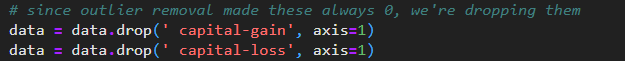 # since outlier removal made these always 0, we're dropping them
data = data.drop(' capital-gain', axis=1)
data = data.drop(' capital-loss', axis=1)